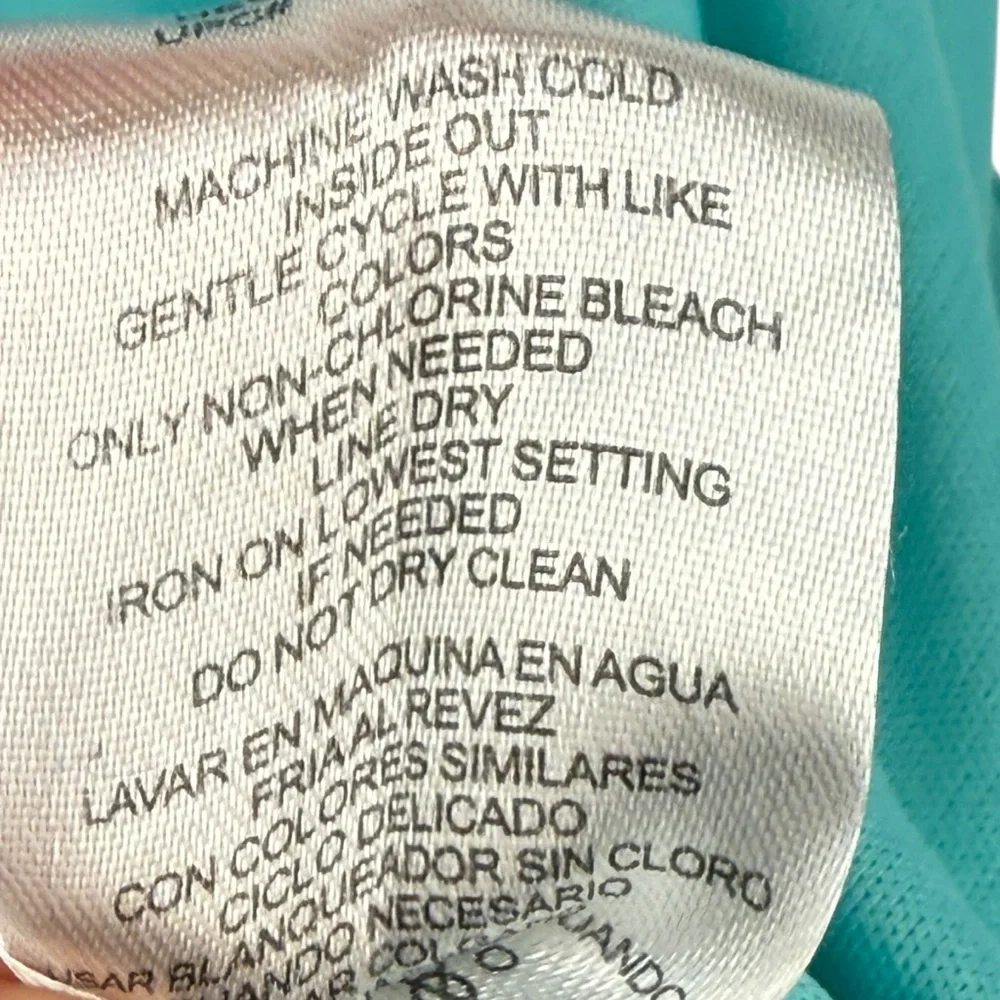 MACHINE WASH COLD
INSIDE OUT
GENTLE CYCLE WITH LIKE
COLORS
ONLY NON-CHLORINE BLEACH
WHEN NEEDED
LINE DRY
IRON ON LOWEST SETTING
IF NEEDED
DO NOT DRY CLEAN
LAVAR EN MAQUINA EN AGUA
FRIA AL REVEZ
CON COLORES SIMILARES
CICLO DELICADO
USAR BLANQUEADOR SIN CLORO
NECESARIO